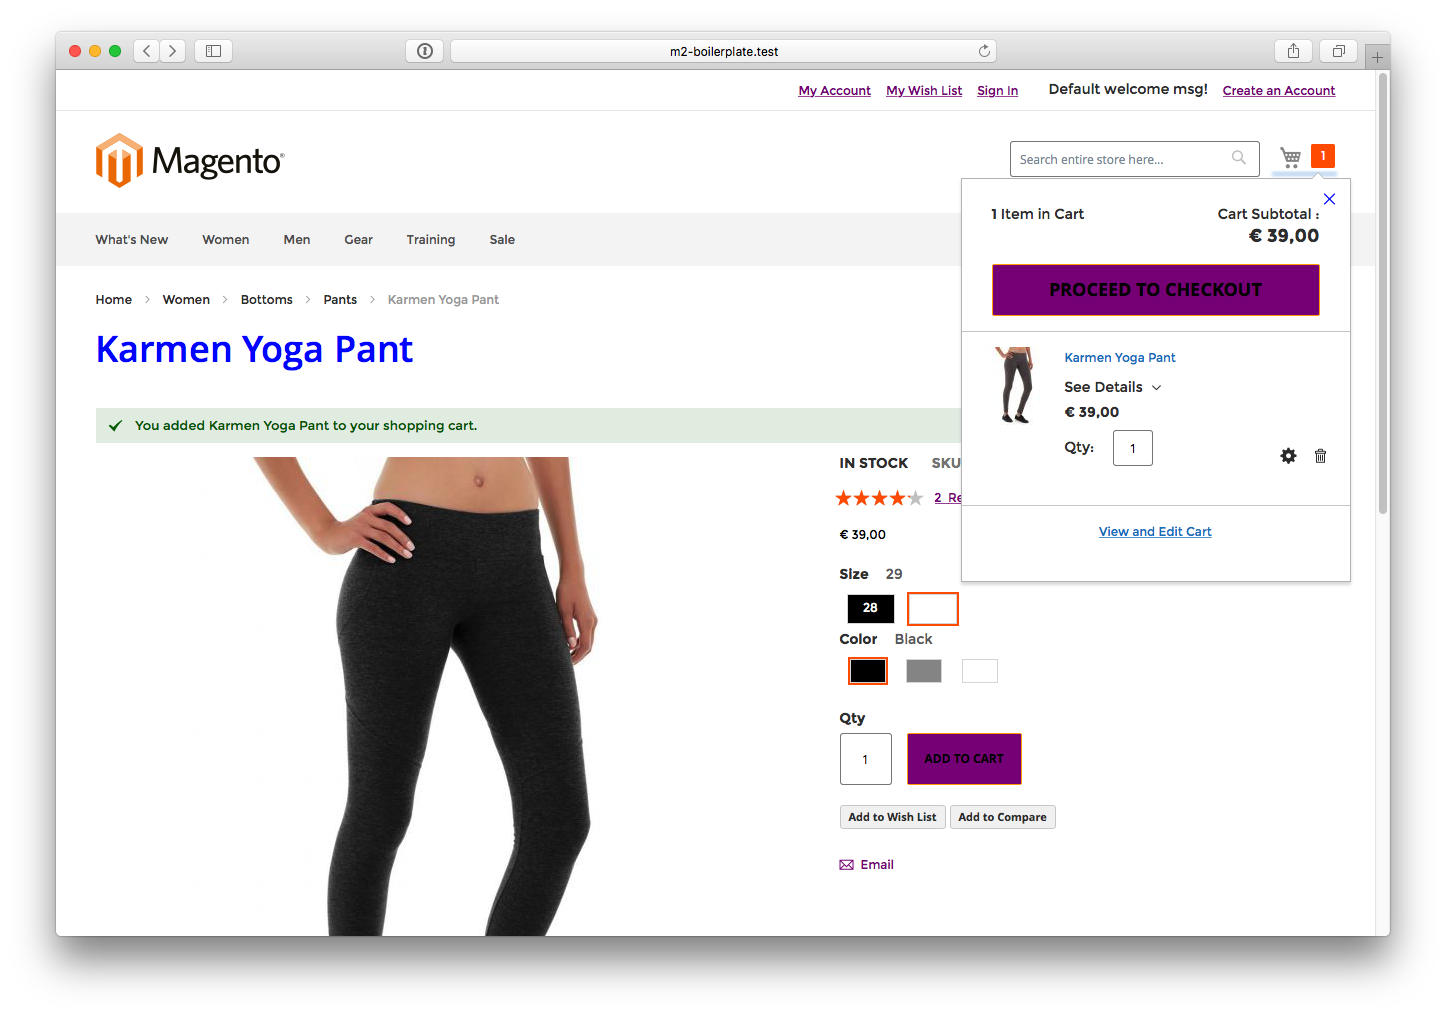 m2-boilerplate.test
My Account My Wish List Sign In Default welcome msg! Create an Account
Magento
Search entire store here...
1
What's New Women Men Gear Training Sale
1 Item in Cart
Cart Subtotal :
€ 39,00
PROCEED TO CHECKOUT
Karmen Yoga Pant
See Details
€ 39,00
Qty: 1
View and Edit Cart
Home Women Bottoms Pants Karmen Yoga Pant
Karmen Yoga Pant
You added Karmen Yoga Pant to your shopping cart.
IN STOCK SKU
2 Re
€ 39,00
Size 29
28
Color Black
Qty
1
ADD TO CART
Add to Wish List Add to Compare
Email